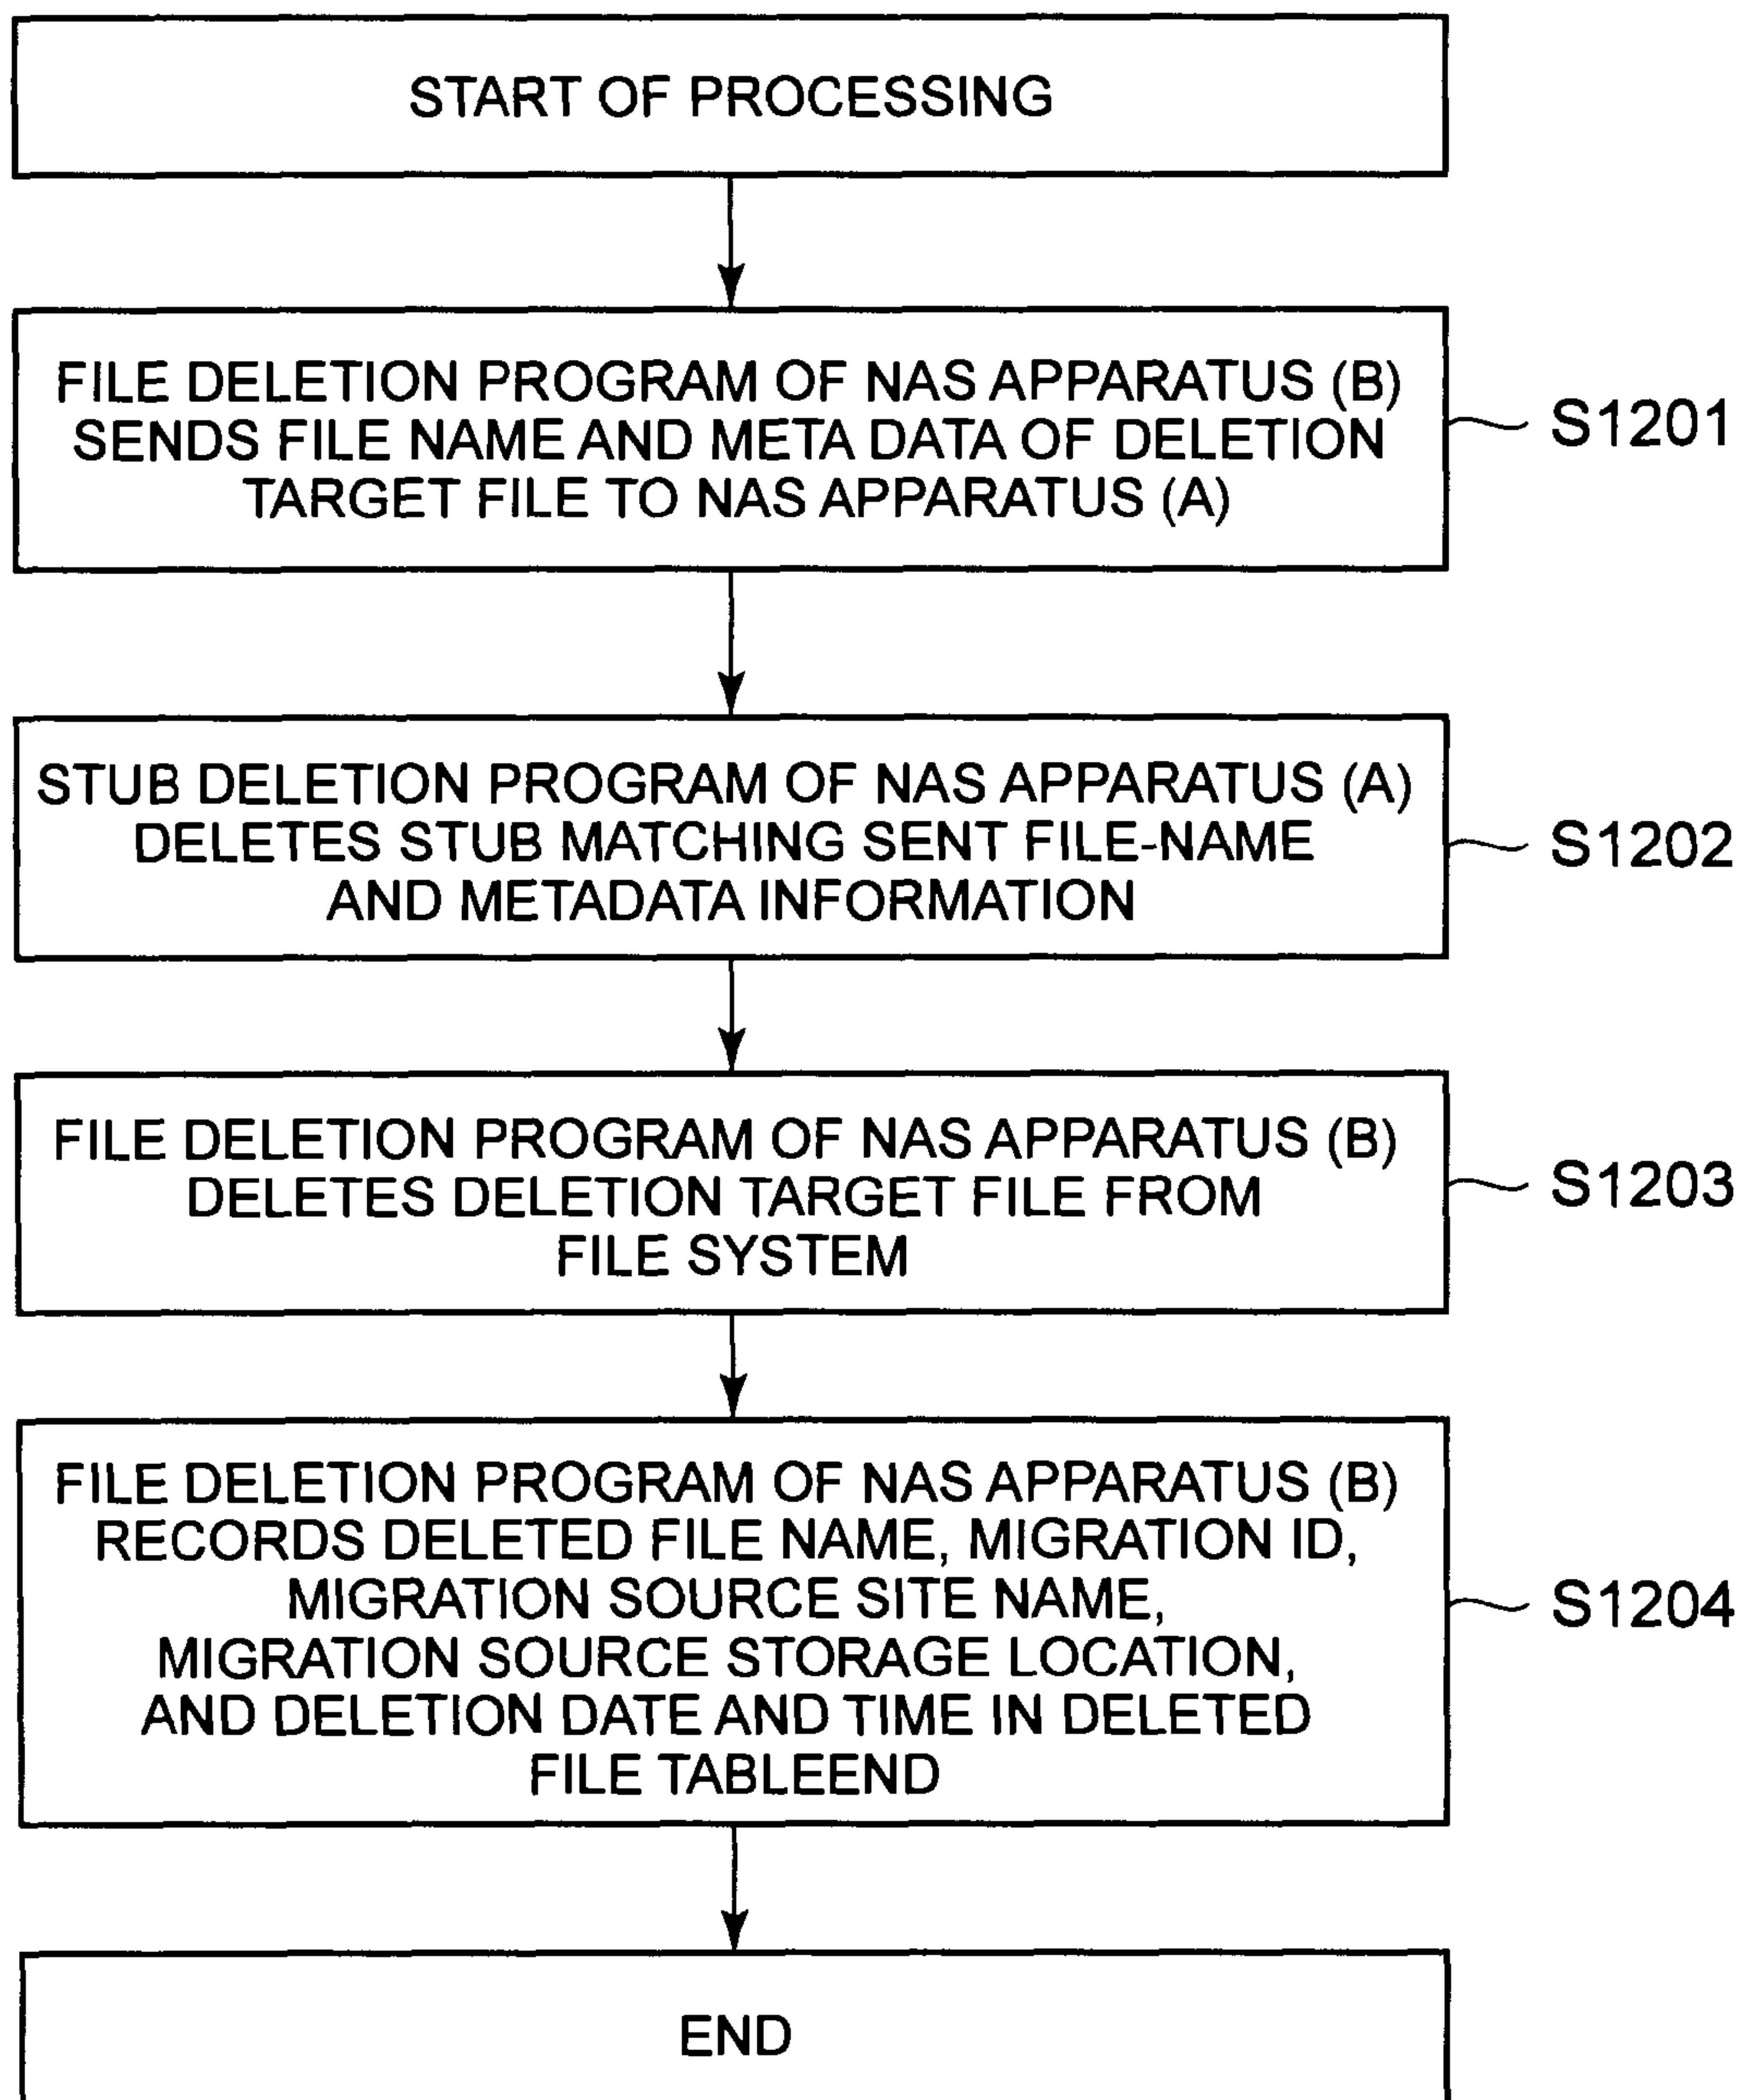 START OF PROCESSING
FILE DELETION PROGRAM OF NAS APPARATUS (B)
SENDS FILE NAME AND META DATA OF DELETION
TARGET FILE TO NAS APPARATUS (A)
S1201
STUB DELETION PROGRAM OF NAS APPARATUS (A)
DELETES STUB MATCHING SENT FILE-NAME
AND METADATA INFORMATION
S1202
FILE DELETION PROGRAM OF NAS APPARATUS (B)
DELETES DELETION TARGET FILE FROM
FILE SYSTEM
S1203
FILE DELETION PROGRAM OF NAS APPARATUS (B)
RECORDS DELETED FILE NAME, MIGRATION ID,
MIGRATION SOURCE SITE NAME,
MIGRATION SOURCE STORAGE LOCATION,
AND DELETION DATE AND TIME IN DELETED
FILE TABLEEND
S1204
END